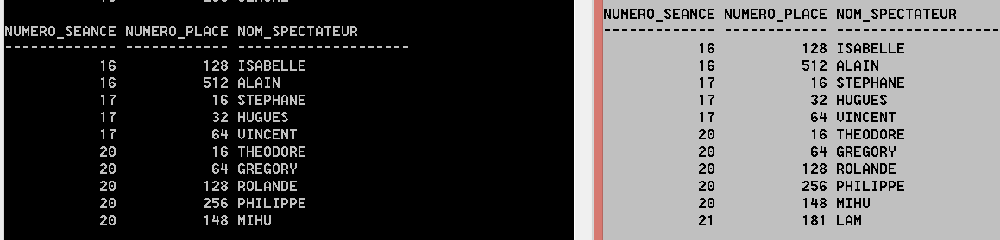 NUMERO_SEANCE NUMERO_PLACE NOM_SPECTATEUR
------------- ------------ --------------------
16 128 ISABELLE
16 512 ALAIN
17 16 STEPHANE
17 32 HUGUES
17 64 VINCENT
20 16 THEODORE
20 64 GREGORY
20 128 ROLANDE
20 256 PHILIPPE
20 148 MIHU
NUMERO_SEANCE NUMERO_PLACE NOM_SPECTATEUR
------------- ------------ -------------------
16 128 ISABELLE
16 512 ALAIN
17 16 STEPHANE
17 32 HUGUES
17 64 VINCENT
20 16 THEODORE
20 64 GREGORY
20 128 ROLANDE
20 256 PHILIPPE
20 148 MIHU
21 181 LAM